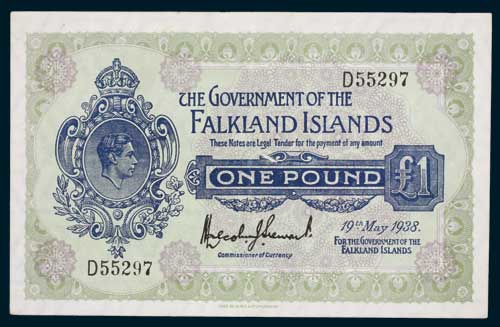 D55297
THE GOVERNMENT OF THE
FALKLAND ISLANDS
These Notes are Legal Tender for the payment of any amount
ONE POUND £1
19th May 1938.
Commissioner of Currency
FOR THE GOVERNMENT OF THE
FALKLAND ISLANDS.
D55297